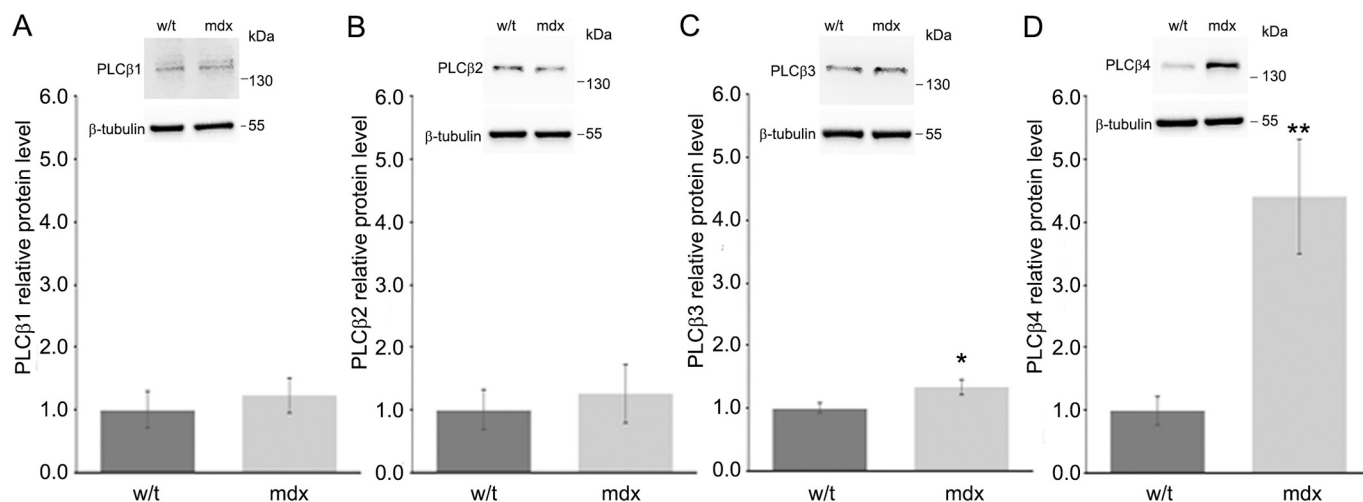 A
w/t mdx
kDa
PLCβ1
–130
β-tubulin
–55
PLCβ1 relative protein level
6.0
5.0
4.0
3.0
2.0
1.0
0.0
w/t mdx
B
w/t mdx
kDa
PLCβ2
–130
β-tubulin
–55
PLCβ2 relative protein level
6.0
5.0
4.0
3.0
2.0
1.0
0.0
w/t mdx
C
w/t mdx
kDa
PLCβ3
–130
β-tubulin
–55
PLCβ3 relative protein level
6.0
5.0
4.0
3.0
2.0
1.0
0.0
*
w/t mdx
D
w/t mdx
kDa
PLCβ4
–130
β-tubulin
–55
PLCβ4 relative protein level
6.0
5.0
4.0
3.0
2.0
1.0
0.0
**
w/t mdx